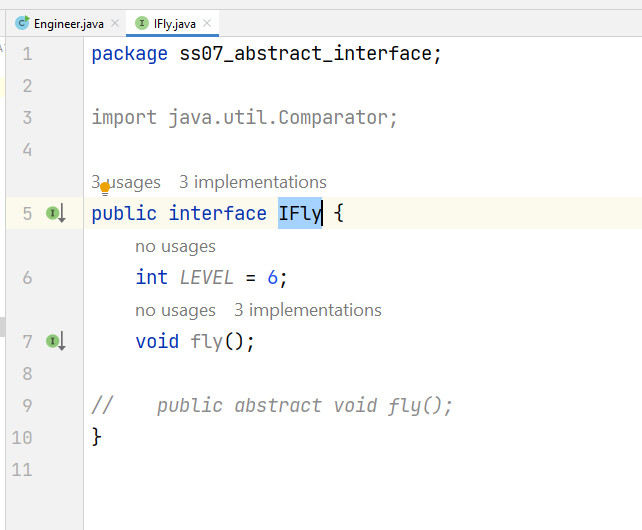 Engineer.java IFly.java
1 package ss07_abstract_interface;
2
3 import java.util.Comparator;
4
3 usages 3 implementations
5 public interface IFly {
no usages
6 int LEVEL = 6;
no usages 3 implementations
7 void fly();
8
9 // public abstract void fly();
10 }
11